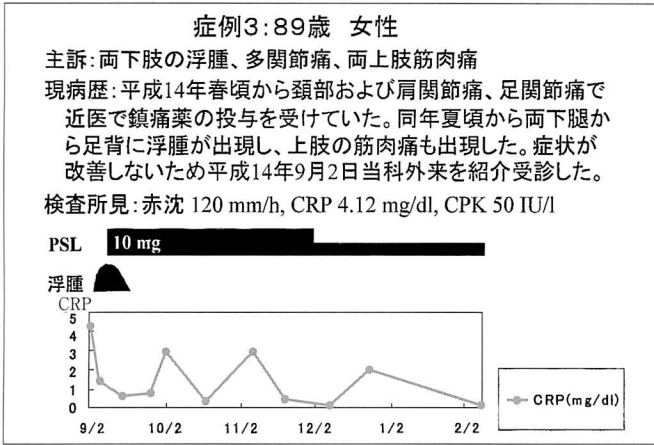 症例3:89歳 女性
主訴:両下肢の浮腫、多関節痛、両上肢筋肉痛
現病歴:平成14年春頃から頚部および肩関節痛、足関節痛で
近医で鎮痛薬の投与を受けていた。同年夏頃から両下腿か
ら足背に浮腫が出現し、上肢の筋肉痛も出現した。症状が
改善しないため平成14年9月2日当科外来を紹介受診した。
検査所見:赤沈 120 mm/h, CRP 4.12 mg/dl, CPK 50 IU/l
PSL 10 mg
浮腫
CRP
5
4
3
2
1
0
9/2 10/2 11/2 12/2 1/2 2/2
CRP(mg/dl)